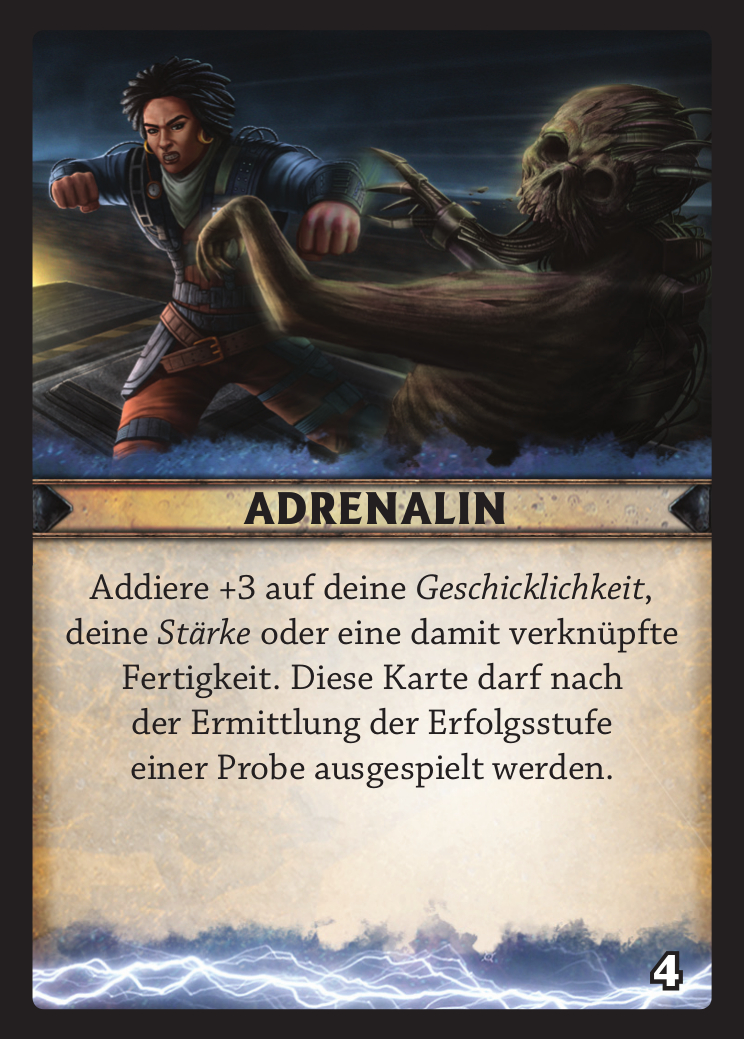 ADRENALIN
Addiere +3 auf deine Geschicklichkeit,
deine Stärke oder eine damit verknüpfte
Fertigkeit. Diese Karte darf nach
der Ermittlung der Erfolgsstufe
einer Probe ausgespielt werden.
4